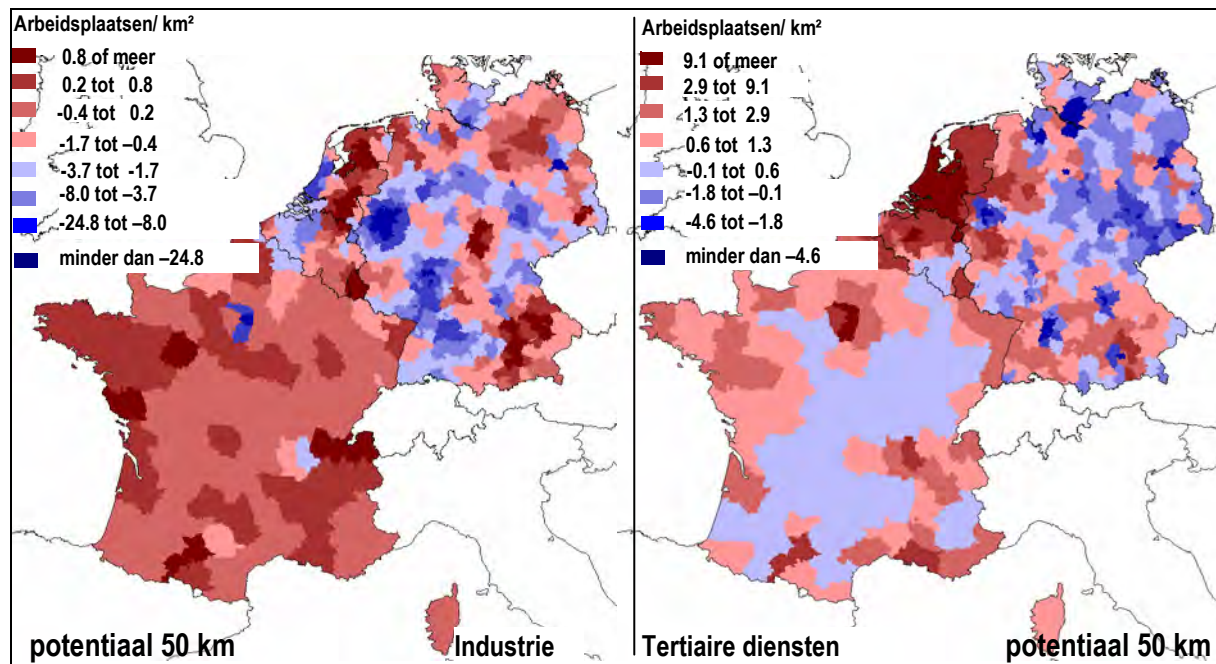 Arbeidsplaatsen/ km²
0.8 of meer
0.2 tot 0.8
-0.4 tot 0.2
-1.7 tot –0.4
-3.7 tot -1.7
-8.0 tot –3.7
-24.8 tot –8.0
minder dan –24.8
potentiaal 50 km
Industrie
Arbeidsplaatsen/ km²
9.1 of meer
2.9 tot 9.1
1.3 tot 2.9
0.6 tot 1.3
-0.1 tot 0.6
-1.8 tot –0.1
-4.6 tot –1.8
minder dan –4.6
Tertiaire diensten
potentiaal 50 km